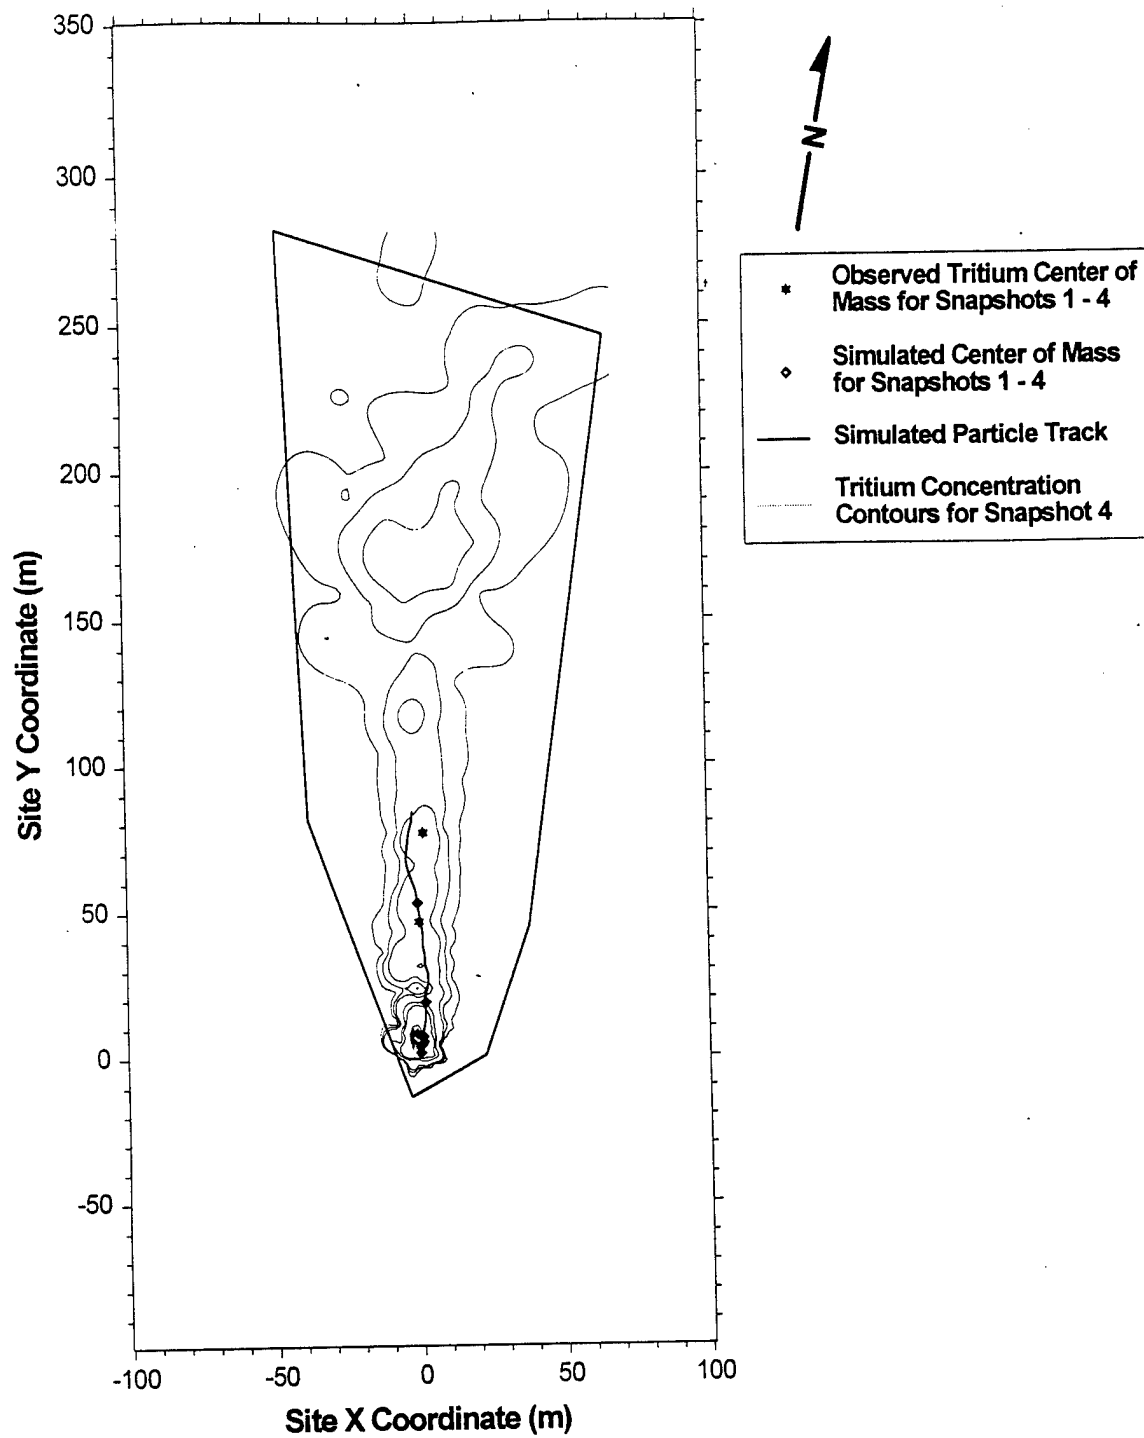 350
300
250
200
150
100
50
0
-50
-100
-50
0
50
100
Site Y Coordinate (m)
Site X Coordinate (m)
N
Observed Tritium Center of
Mass for Snapshots 1 - 4
Simulated Center of Mass
for Snapshots 1 - 4
Simulated Particle Track
Tritium Concentration
Contours for Snapshot 4